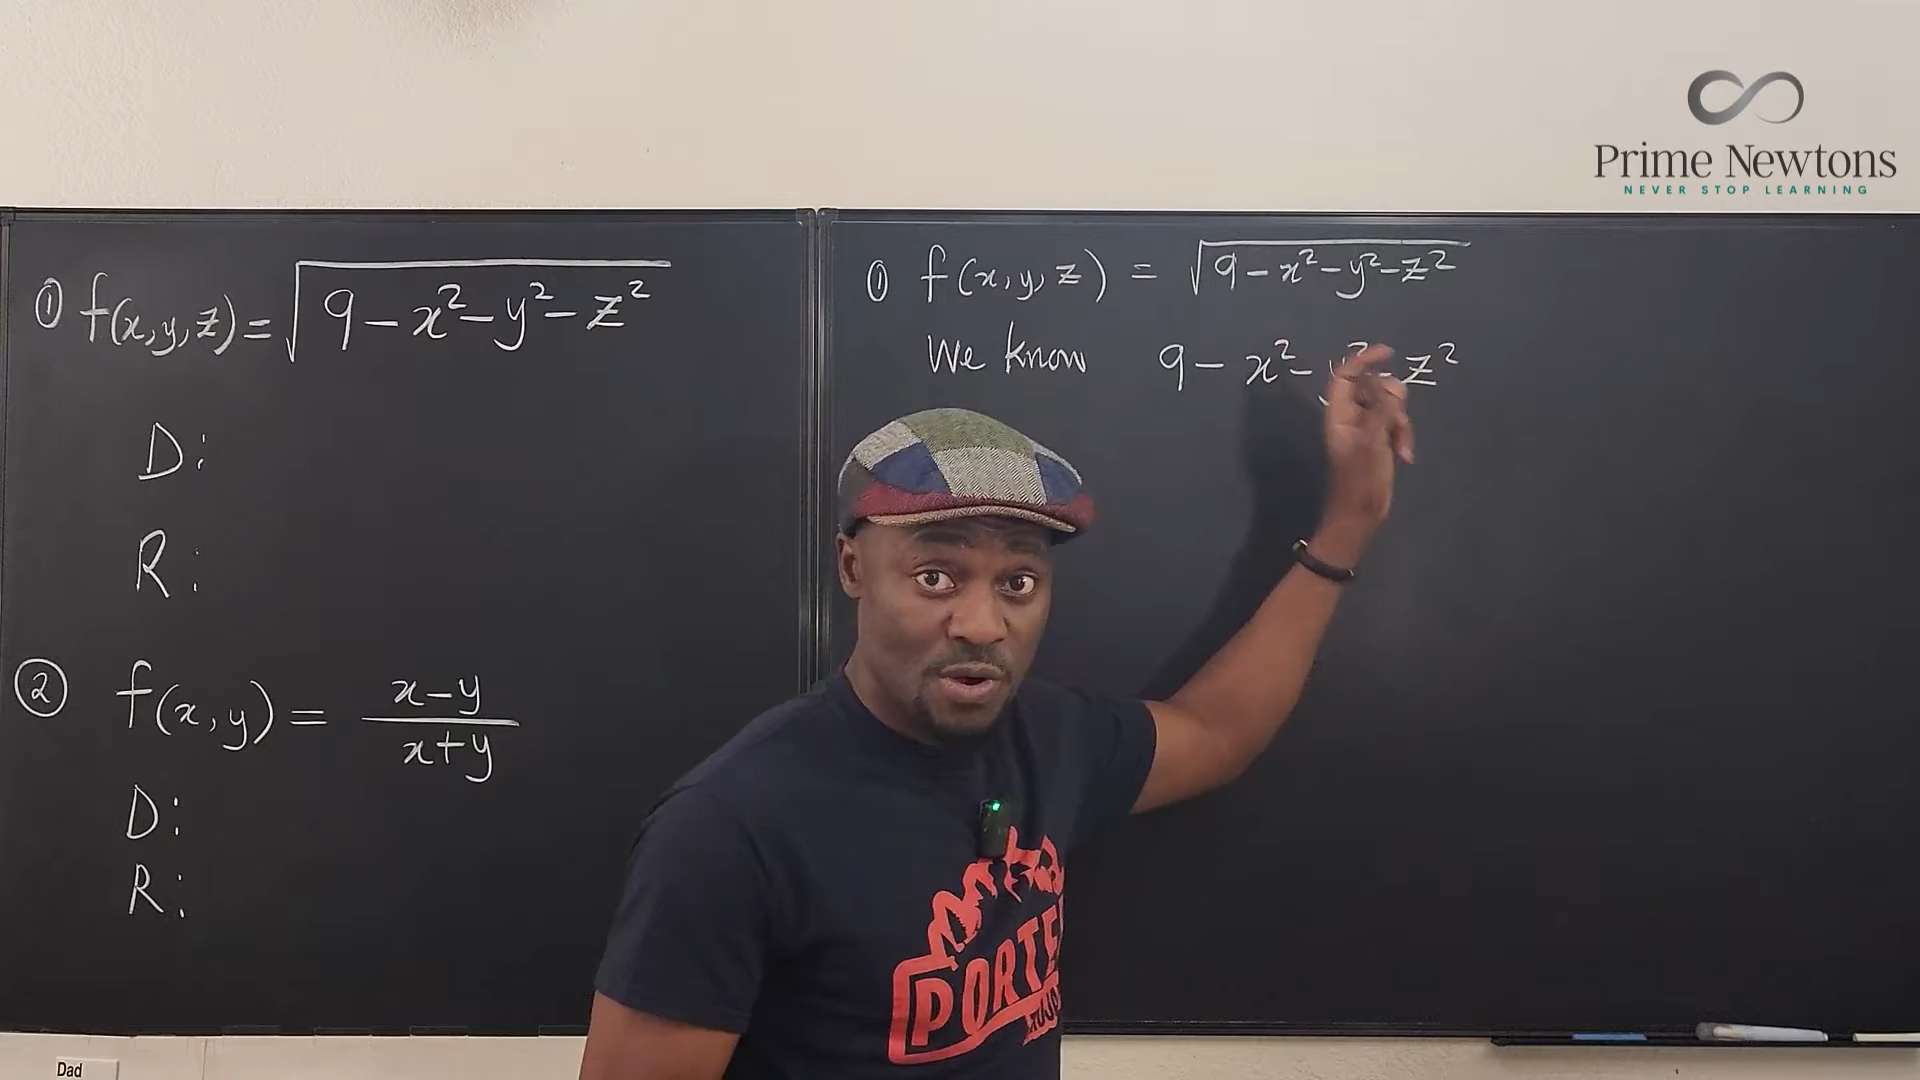 Prime Newtons
NEVER STOP LEARNING
① f(x,y,z) = √(9 - x² - y² - z²)
D:
R:
② f(x,y) = (x-y)/(x+y)
D:
R:
① f(x,y,z) = √(9 - x² - y² - z²)
We know 9 - x² - y² - z²
PORTE
Dad